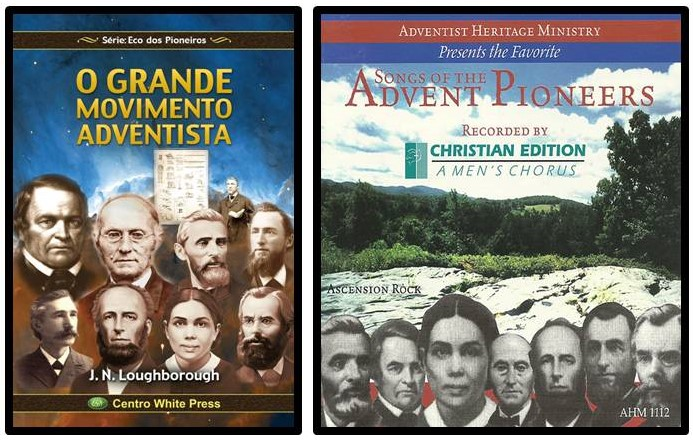 Série: Eco dos Pioneiros
O GRANDE
MOVIMENTO
ADVENTISTA
J. N. Loughborough
Centro White Press
ADVENTIST HERITAGE MINISTRY
Presents the Favorite
SONGS OF THE
ADVENT PIONEERS
RECORDED BY
CHRISTIAN EDITION
A MEN'S CHORUS
ASCENSION ROCK
AHM 1112